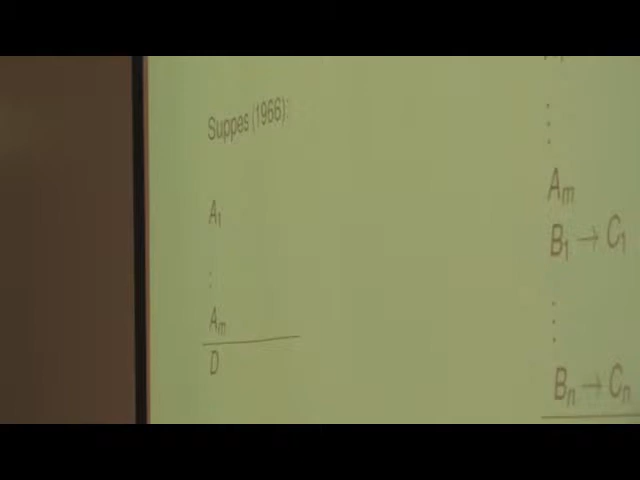 Suppes (1966):
A1
⋮
Am
D
⋮
Am
B1 → C1
⋮
Bn → Cn